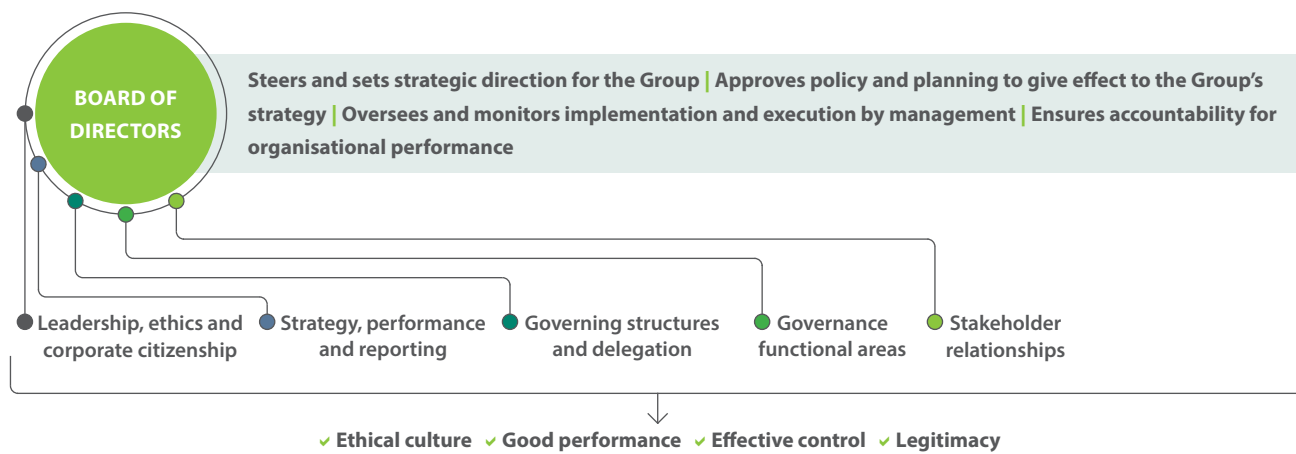 BOARD OF
DIRECTORS
Steers and sets strategic direction for the Group | Approves policy and planning to give effect to the Group’s
strategy | Oversees and monitors implementation and execution by management | Ensures accountability for
organisational performance
Leadership, ethics and
corporate citizenship
Strategy, performance
and reporting
Governing structures
and delegation
Governance
functional areas
Stakeholder
relationships
Ethical culture Good performance Effective control Legitimacy